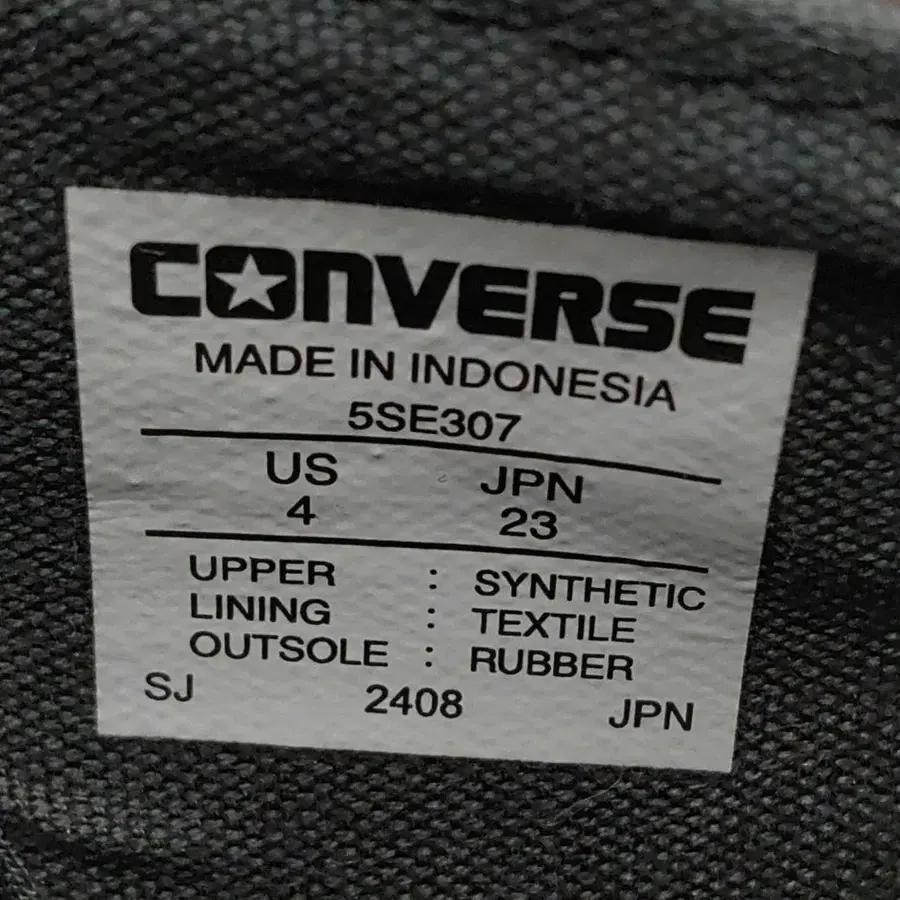 CONVERSE
MADE IN INDONESIA
5SE307
US JPN
4 23
UPPER : SYNTHETIC
LINING : TEXTILE
OUTSOLE : RUBBER
SJ 2408 JPN